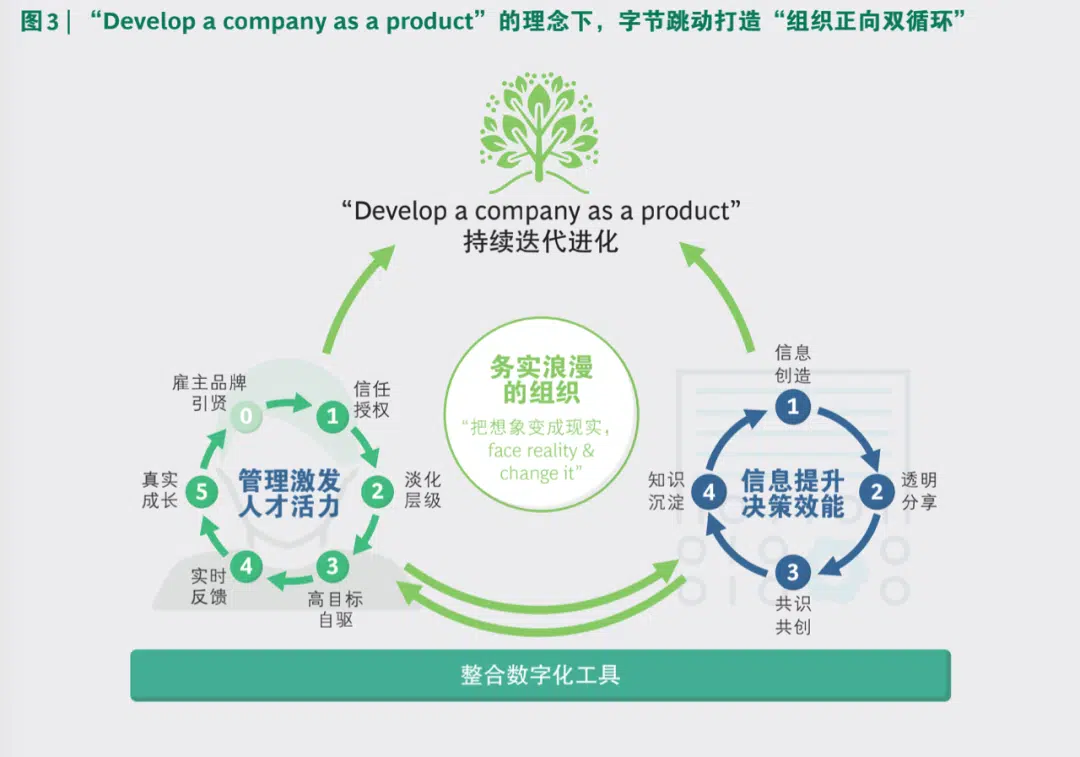 图3 | “Develop a company as a product”的理念下，字节跳动打造“组织正向双循环”
“Develop a company as a product”
持续迭代进化
务实浪漫
的组织
“把想象变成现实，
face reality &
change it”
雇主品牌
引贤
0
1
信任
授权
2
淡化
层级
3
高目标
自驱
4
实时
反馈
5
真实
成长
管理激发
人才活力
信息
创造
1
2
透明
分享
3
共识
共创
4
知识
沉淀
信息提升
决策效能
整合数字化工具